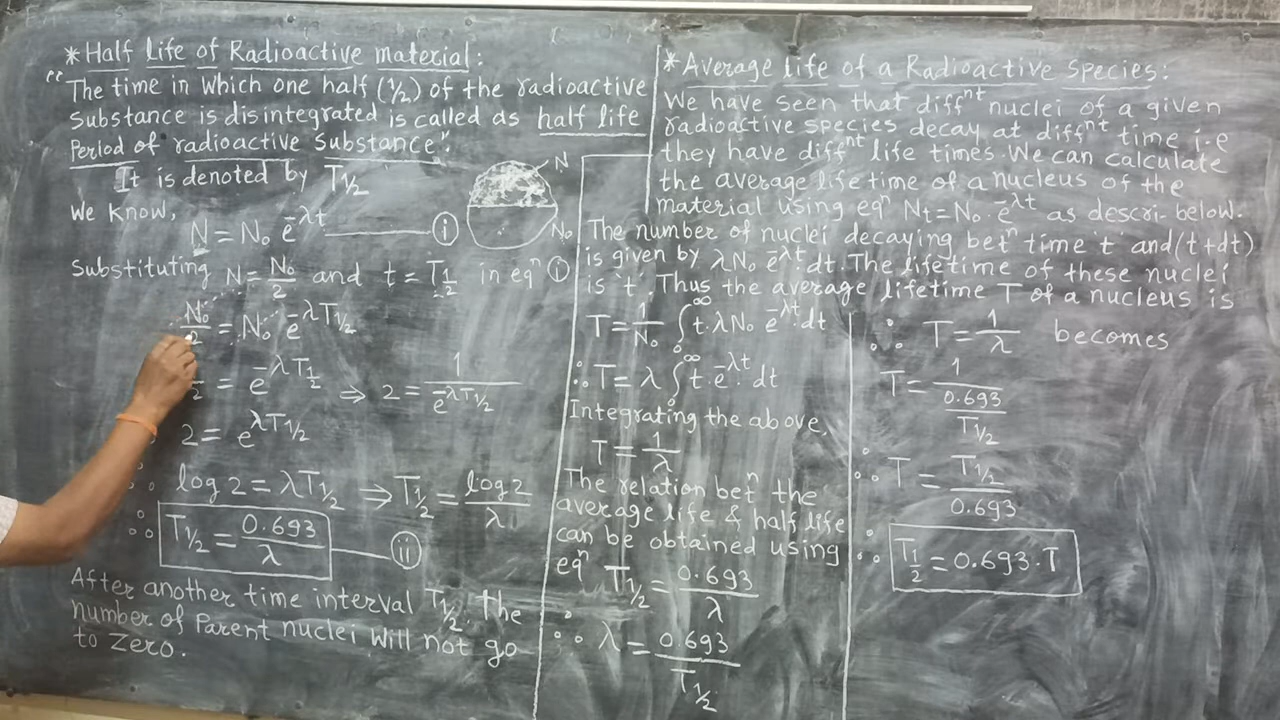 *Half life of Radioactive material:
"The time in which one half (1/2) of the radioactive
substance is disintegrated is called as half life
Period of radioactive substance".
It is denoted by T1/2
We know,
N = N₀ e^-λt ——— (i)
N
N₀
Substituting N = N₀/2 and t = T1/2 in eqⁿ (i)
N₀/2 = N₀ e^-λT1/2
/2 = e^-λT1/2 ⇒ 2 = 1/e^-λT1/2
2 = e^λT1/2
∴ log2 = λT1/2 ⇒ T1/2 = log2/λ
∴ T1/2 = 0.693/λ ——— (ii)
After another time interval T1/2, the
number of Parent nuclei will not go
to zero.
*Average life of a Radioactive species:
We have seen that diffⁿᵗ nuclei of a given
radioactive species decay at diffⁿᵗ time i.e
they have diffⁿᵗ life times. We can calculate
the average life time of a nucleus of the
material using eqⁿ Nt = N₀ · e^-λt as descri- below.
The number of nuclei decaying betⁿ time 't' and (t+dt)
is given by λN₀ e^-λt · dt. The lifetime of these nuclei
is 't'. Thus the average lifetime T of a nucleus is
T = 1/N₀ ∫₀^∞ t · λN₀ e^-λt · dt
∴ T = λ ∫₀^∞ t · e^-λt · dt
Integrating the above,
T = 1/λ
The relation betⁿ the
average life & half life
can be obtained using
eqⁿ T1/2 = 0.693/λ
∴ λ = 0.693/T1/2
∴ T = 1/λ becomes
T = 1/(0.693/T1/2)
∴ T = T1/2/0.693
∴ T1/2 = 0.693 · T